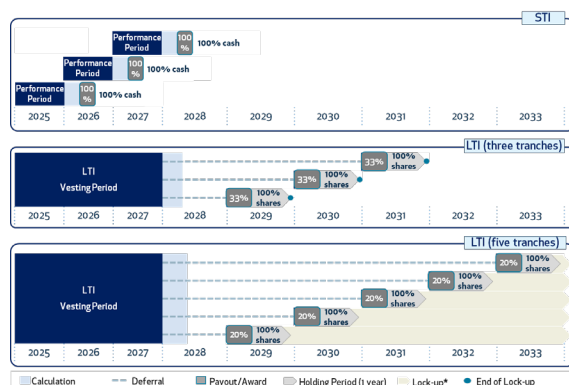 STI
Performance
Period
100
%
100% cash
Performance
Period
100
%
100% cash
Performance
Period
100
%
100% cash
2025 2026 2027 2028 2029 2030 2031 2032 2033
LTI (three tranches)
LTI
Vesting Period
33%
100%
shares
33%
100%
shares
33%
100%
shares
2025 2026 2027 2028 2029 2030 2031 2032 2033
LTI (five tranches)
LTI
Vesting Period
20%
100%
shares
20%
100%
shares
20%
100%
shares
20%
100%
shares
20%
100%
shares
2025 2026 2027 2028 2029 2030 2031 2032 2033
Calculation Deferral Payout/Award Holding Period (1 year) Lock-up* End of Lock-up